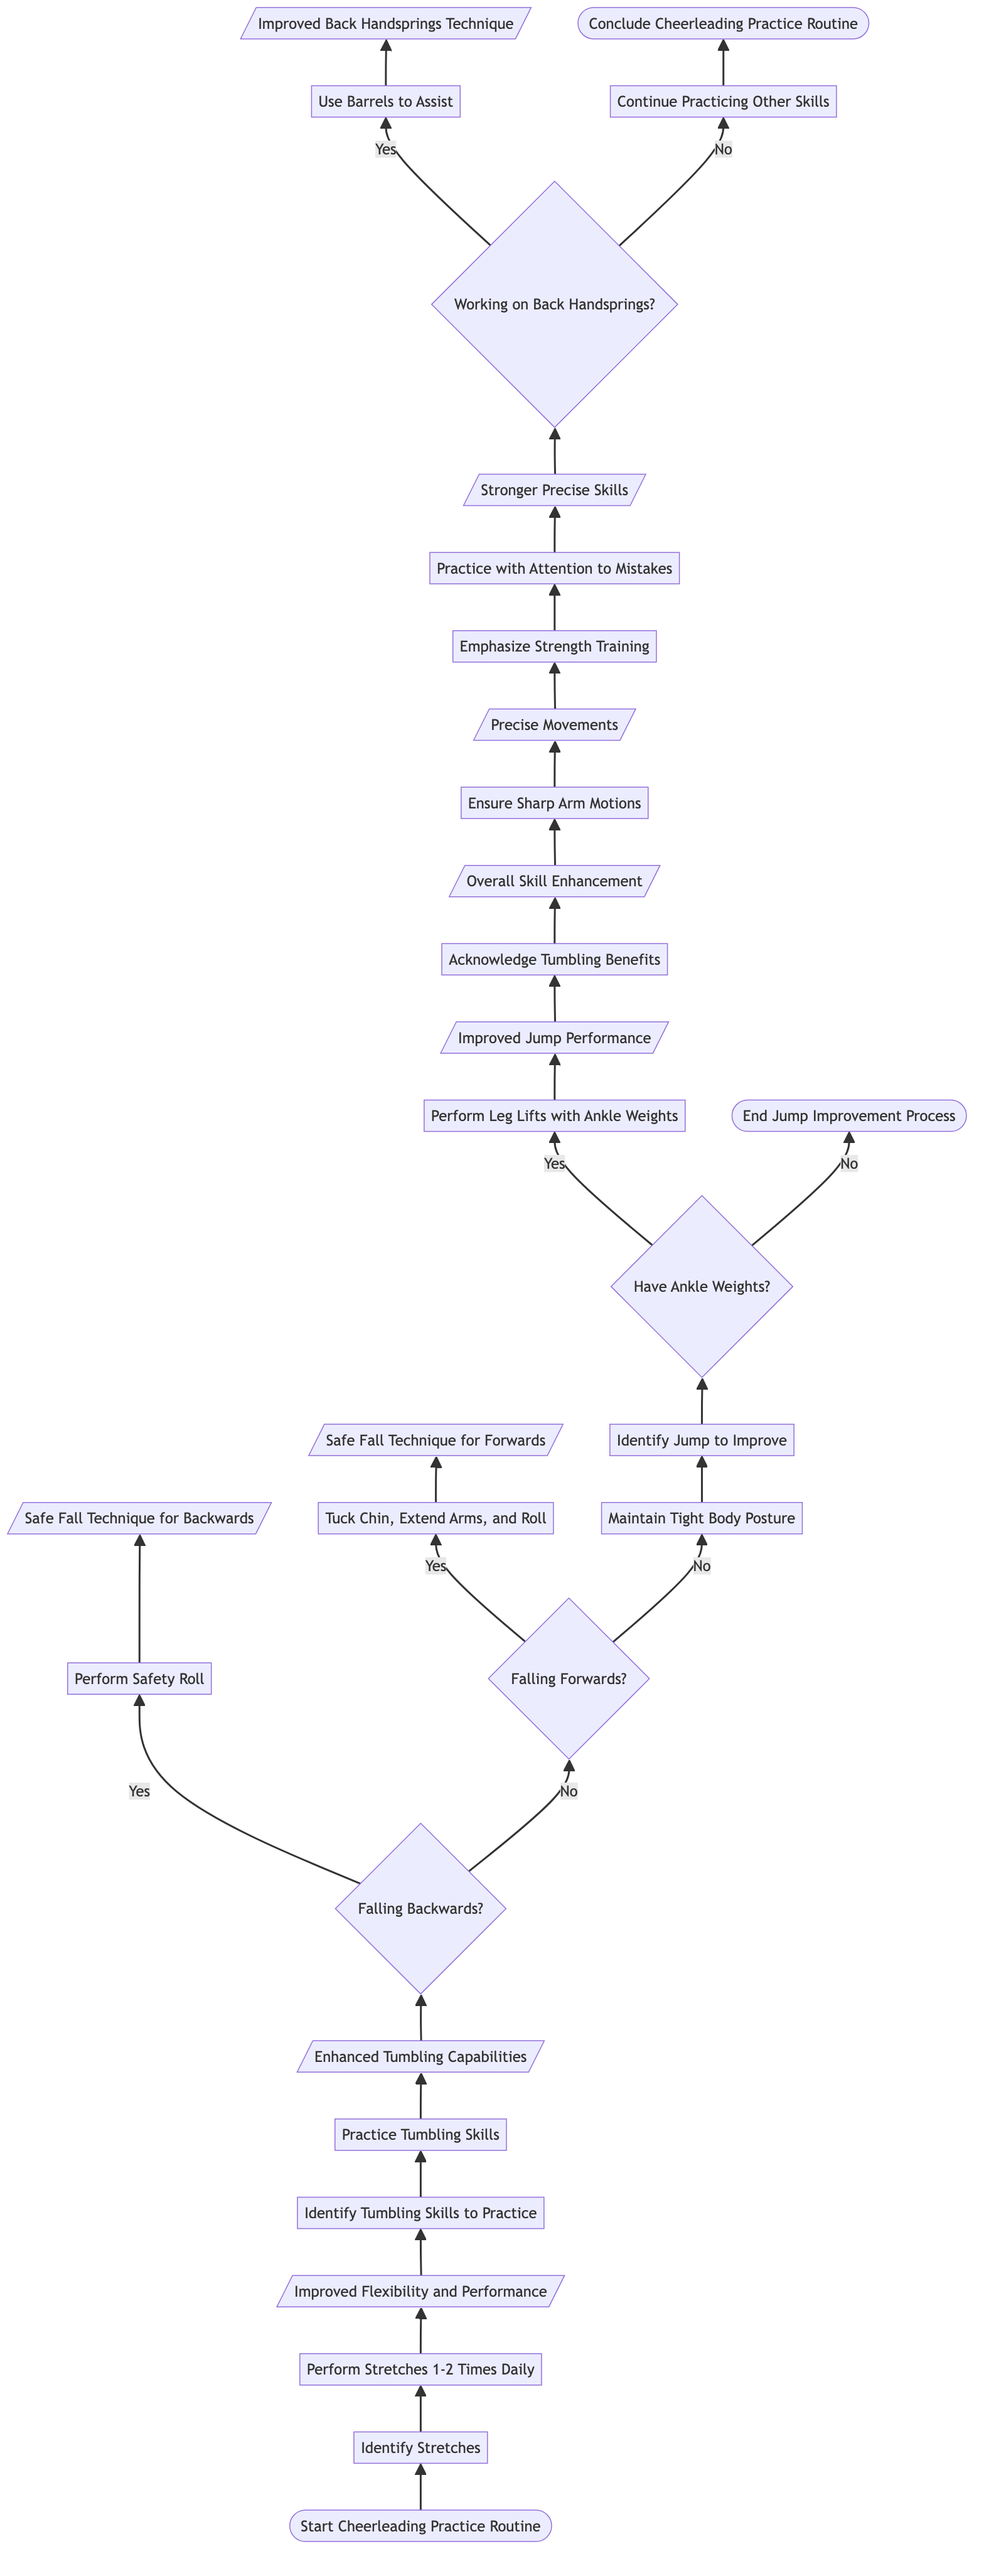 Improved Back Handsprings Technique
Conclude Cheerleading Practice Routine
Use Barrels to Assist
Continue Practicing Other Skills
Yes
No
Working on Back Handsprings?
Stronger Precise Skills
Practice with Attention to Mistakes
Emphasize Strength Training
Precise Movements
Ensure Sharp Arm Motions
Overall Skill Enhancement
Acknowledge Tumbling Benefits
Improved Jump Performance
Perform Leg Lifts with Ankle Weights
End Jump Improvement Process
Yes
No
Have Ankle Weights?
Safe Fall Technique for Forwards
Identify Jump to Improve
Safe Fall Technique for Backwards
Tuck Chin, Extend Arms, and Roll
Maintain Tight Body Posture
Yes
No
Perform Safety Roll
Falling Forwards?
Yes
No
Falling Backwards?
Enhanced Tumbling Capabilities
Practice Tumbling Skills
Identify Tumbling Skills to Practice
Improved Flexibility and Performance
Perform Stretches 1-2 Times Daily
Identify Stretches
Start Cheerleading Practice Routine